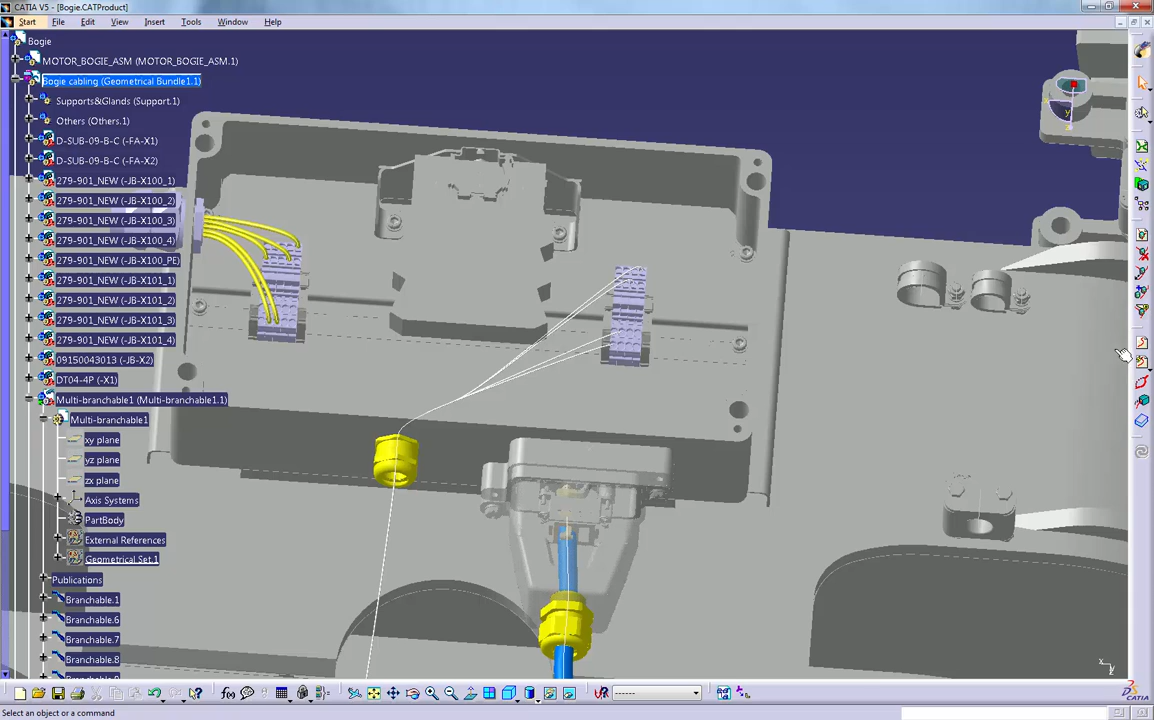 CATIA V5 - [Bogie.CATProduct]
Start File Edit View Insert Tools Window Help
Bogie
MOTOR_BOGIE_ASM (MOTOR_BOGIE_ASM.1)
Bogie cabling (Geometrical Bundle1.1)
Supports&Glands (Support.1)
Others (Others.1)
D-SUB-09-B-C (-FA-X1)
D-SUB-09-B-C (-FA-X2)
279-901_NEW (-JB-X100_1)
279-901_NEW (-JB-X100_2)
279-901_NEW (-JB-X100_3)
279-901_NEW (-JB-X100_4)
279-901_NEW (-JB-X100_PE)
279-901_NEW (-JB-X101_1)
279-901_NEW (-JB-X101_2)
279-901_NEW (-JB-X101_3)
279-901_NEW (-JB-X101_4)
09150043013 (-JB-X2)
DT04-4P (-X1)
Multi-branchable1 (Multi-branchable1.1)
Multi-branchable1
xy plane
yz plane
zx plane
Axis Systems
PartBody
External References
Geometrical Set.1
Publications
Branchable.1
Branchable.6
Branchable.7
Branchable.8
Select an object or a command
CATIA